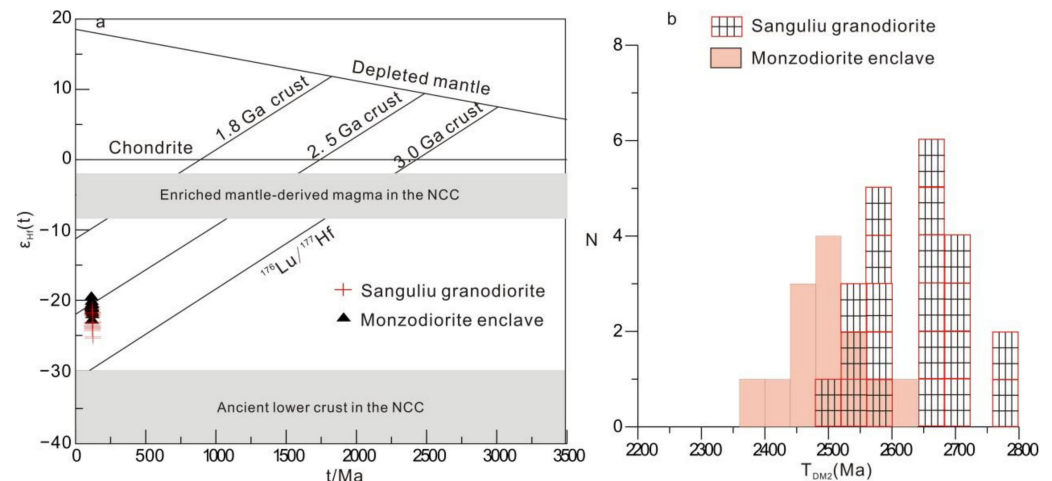 a
20
10
0
−10
−20
−30
−40
εHf(t)
Depleted mantle
1.8 Ga crust
2. 5 Ga crust
3.0 Ga crust
Chondrite
Enriched mantle-derived magma in the NCC
¹⁷⁶Lu/¹⁷⁷Hf
Sanguliu granodiorite
Monzodiorite enclave
Ancient lower crust in the NCC
0 500 1000 1500 2000 2500 3000 3500
t/Ma
b
Sanguliu granodiorite
Monzodiorite enclave
8
6
4
2
0
N
2200 2300 2400 2500 2600 2700 2800
TDM2(Ma)